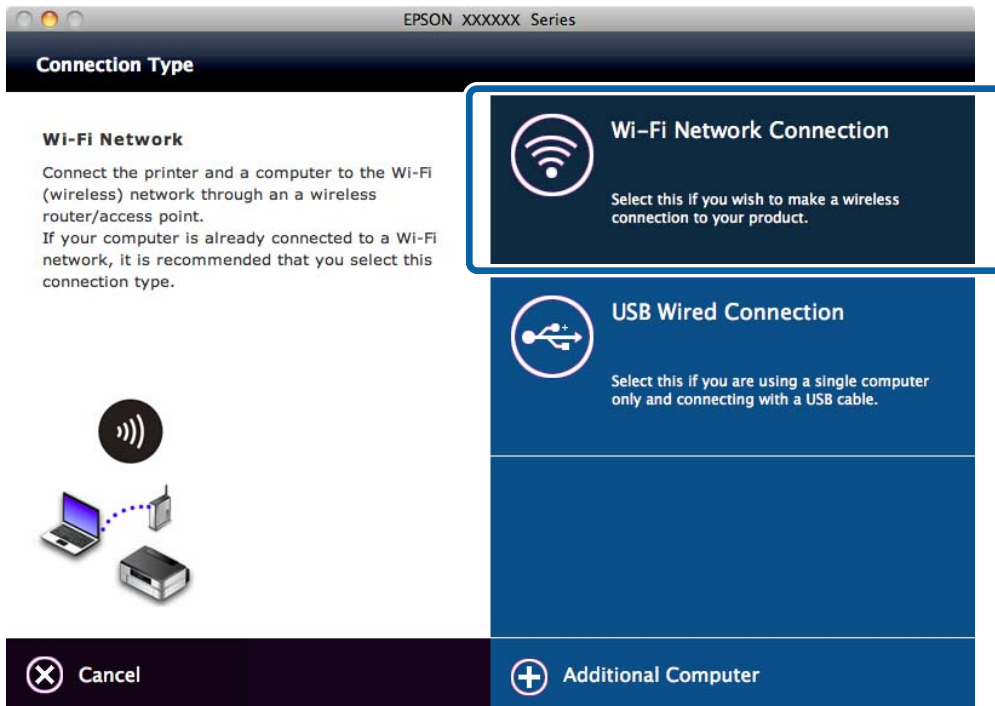 EPSON XXXXXX Series
Connection Type
Wi-Fi Network
Connect the printer and a computer to the Wi-Fi
(wireless) network through an a wireless
router/access point.
If your computer is already connected to a Wi-Fi
network, it is recommended that you select this
connection type.
Wi-Fi Network Connection
Select this if you wish to make a wireless
connection to your product.
USB Wired Connection
Select this if you are using a single computer
only and connecting with a USB cable.
Cancel
Additional Computer